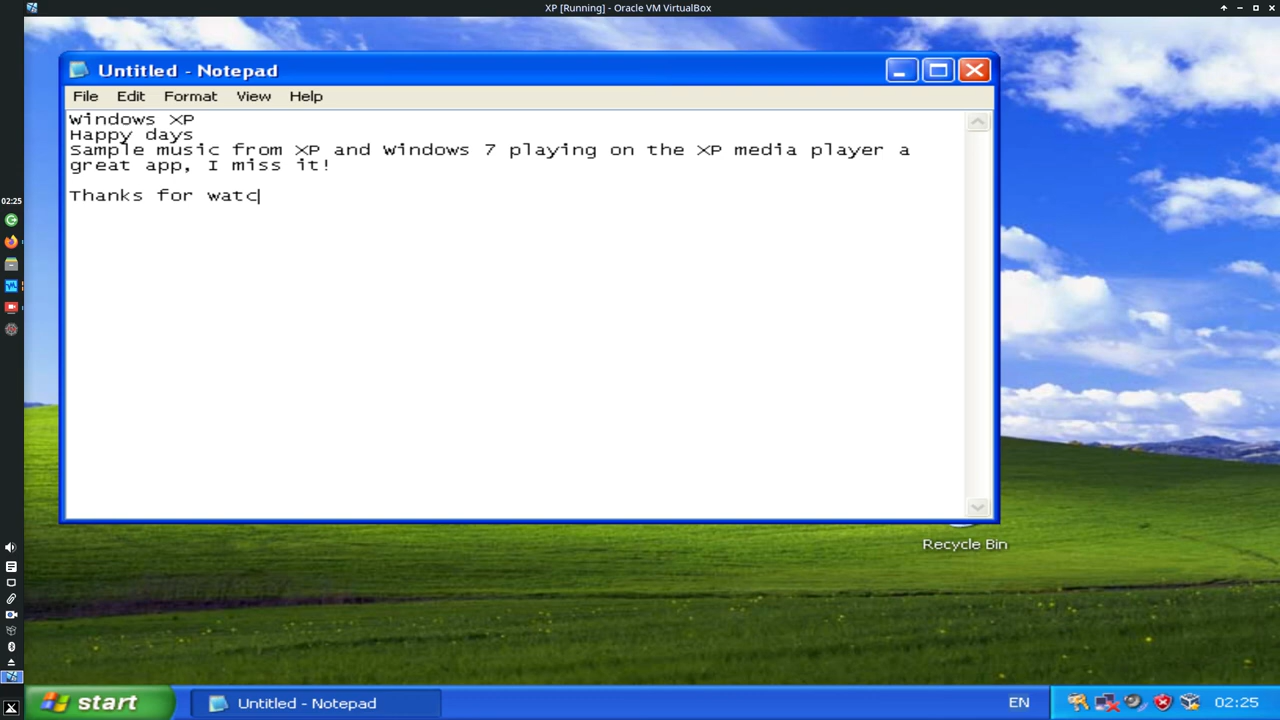 XP [Running] - Oracle VM VirtualBox
Untitled - Notepad
File Edit Format View Help
Windows XP
Happy days
Sample music from XP and Windows 7 playing on the XP media player a
great app, I miss it!
Thanks for watc
02:25
Recycle Bin
start
Untitled - Notepad
EN
02:25